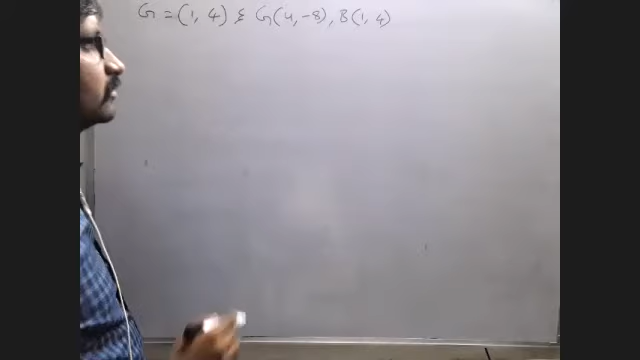 G = (1, 4) & G(4, -8), B(1, 4)